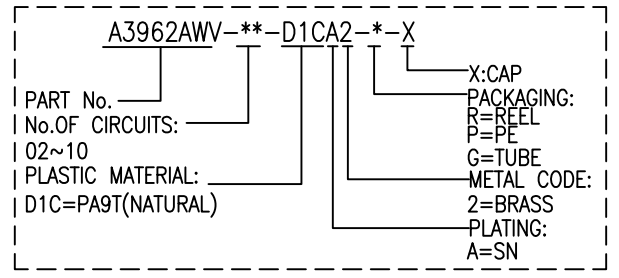 A3962AWV-**-D1CA2-*-X
PART No.
No.OF CIRCUITS:
02~10
PLASTIC MATERIAL:
D1C=PA9T(NATURAL)
X:CAP
PACKAGING:
R=REEL
P=PE
G=TUBE
METAL CODE:
2=BRASS
PLATING:
A=SN